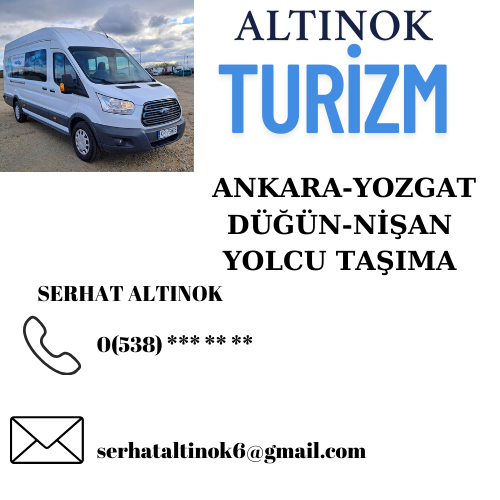 ALTINOK
TURİZM
ANKARA-YOZGAT
DÜĞÜN-NİŞAN
YOLCU TAŞIMA
SERHAT ALTINOK
0(538) *** ** **
serhataltinok6@gmail.com